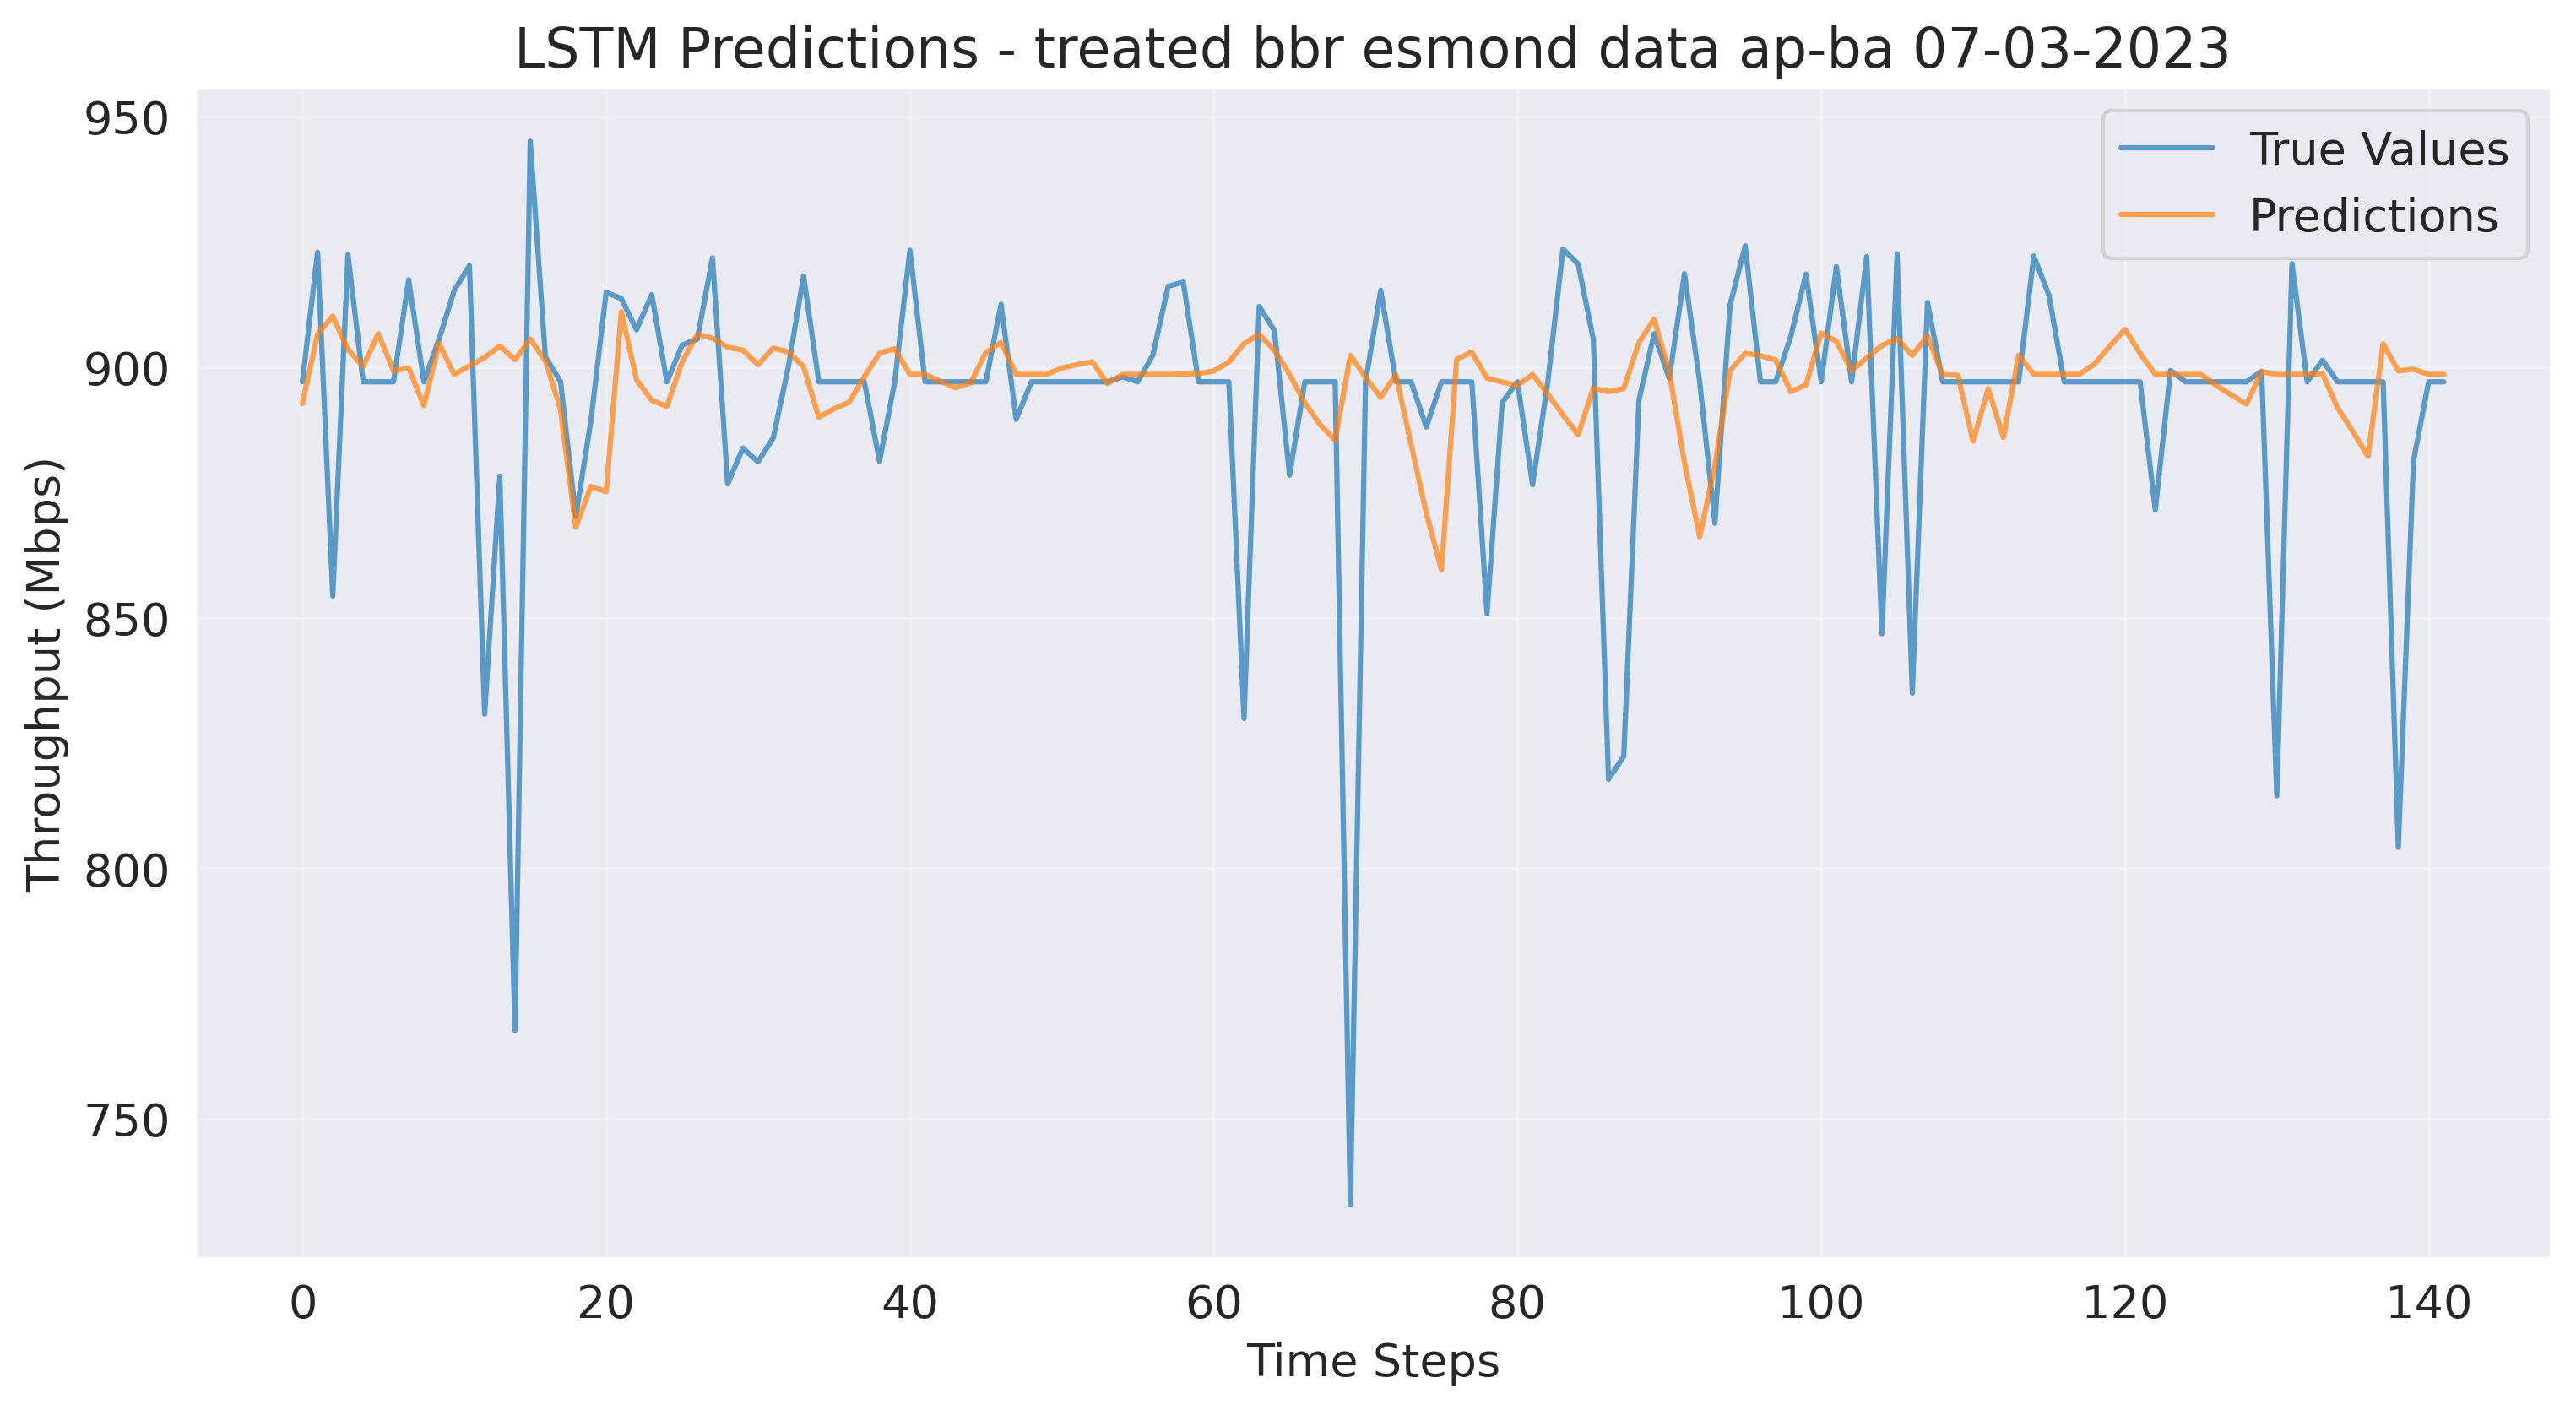 LSTM Predictions - treated bbr esmond data ap-ba 07-03-2023
True Values
Predictions
Throughput (Mbps)
950
900
850
800
750
0 20 40 60 80 100 120 140
Time Steps